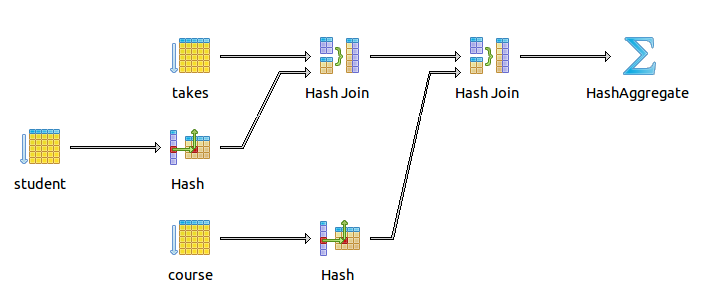 takes
Hash Join
Hash Join
HashAggregate
student
Hash
course
Hash